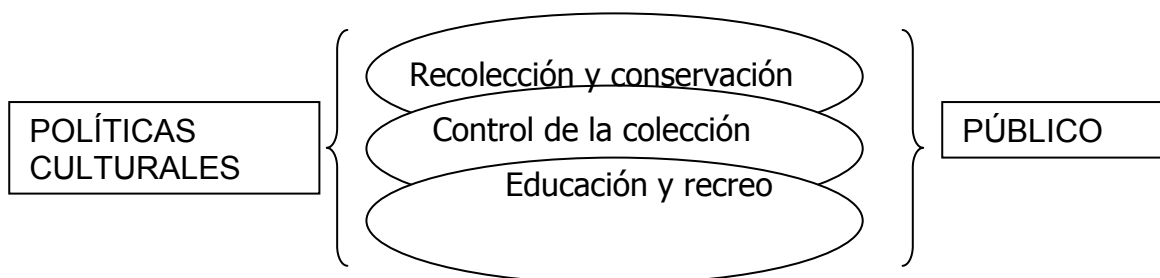 POLÍTICAS
CULTURALES
Recolección y conservación
Control de la colección
Educación y recreo
PÚBLICO